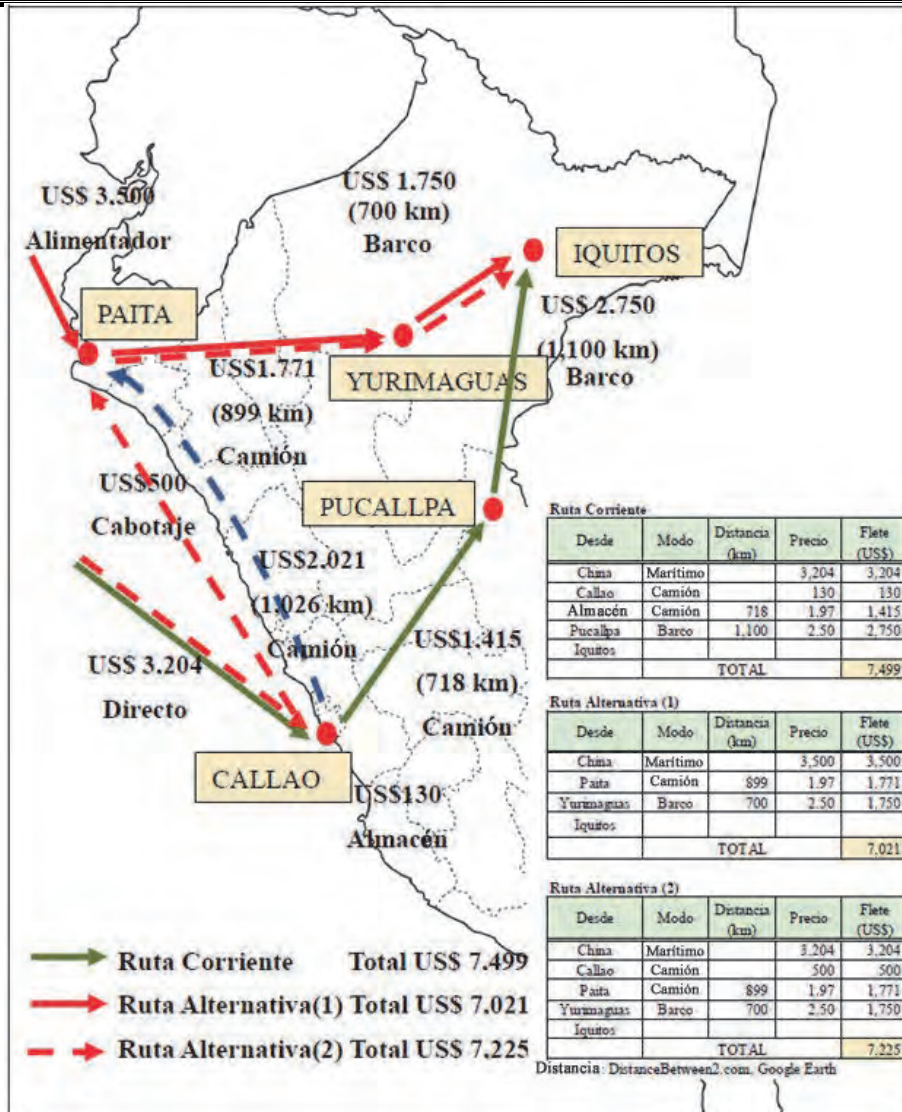 US$ 3.500
Alimentador
US$ 1.750
(700 km)
Barco
IQUITOS
PAITA
US$ 2.750
(1,100 km)
Barco
US$1.771
(899 km)
Camión
YURIMAGUAS
US$500
Cabotaje
PUCALLPA
US$2.021
(1.026 km)
Camión
US$ 3.204
Directo
US$1.415
(718 km)
Camión
CALLAO
US$130
Almacén
Ruta Corriente
Desde Modo Distancia (km) Precio Flete (US$)
China Marítimo 3,204 3,204
Callao Camión 130 130
Almacén Camión 718 1.97 1,415
Pucallpa Barco 1,100 2.50 2,750
Iquitos
TOTAL 7,499
Ruta Alternativa (1)
Desde Modo Distancia (km) Precio Flete (US$)
China Marítimo 3,500 3,500
Paita Camión 899 1.97 1,771
Yurimaguas Barco 700 2.50 1,750
Iquitos
TOTAL 7,021
Ruta Alternativa (2)
Desde Modo Distancia (km) Precio Flete (US$)
China Marítimo 3.204 3,204
Callao Camión 500 500
Paita Camión 899 1.97 1,771
Yurimaguas Barco 700 2.50 1,750
Iquitos
TOTAL 7.225
Distancia: DistanceBetween2.com, Google Earth
Ruta Corriente Total US$ 7.499
Ruta Alternativa(1) Total US$ 7.021
Ruta Alternativa(2) Total US$ 7.225